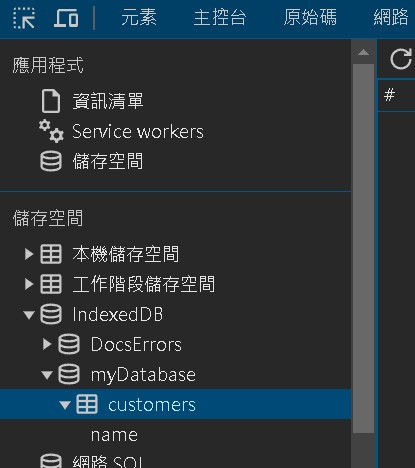 元素 主控台 原始碼 網路
應用程式
#
資訊清單
Service workers
儲存空間
儲存空間
本機儲存空間
工作階段儲存空間
IndexedDB
DocsErrors
myDatabase
customers
name
網路 SQL